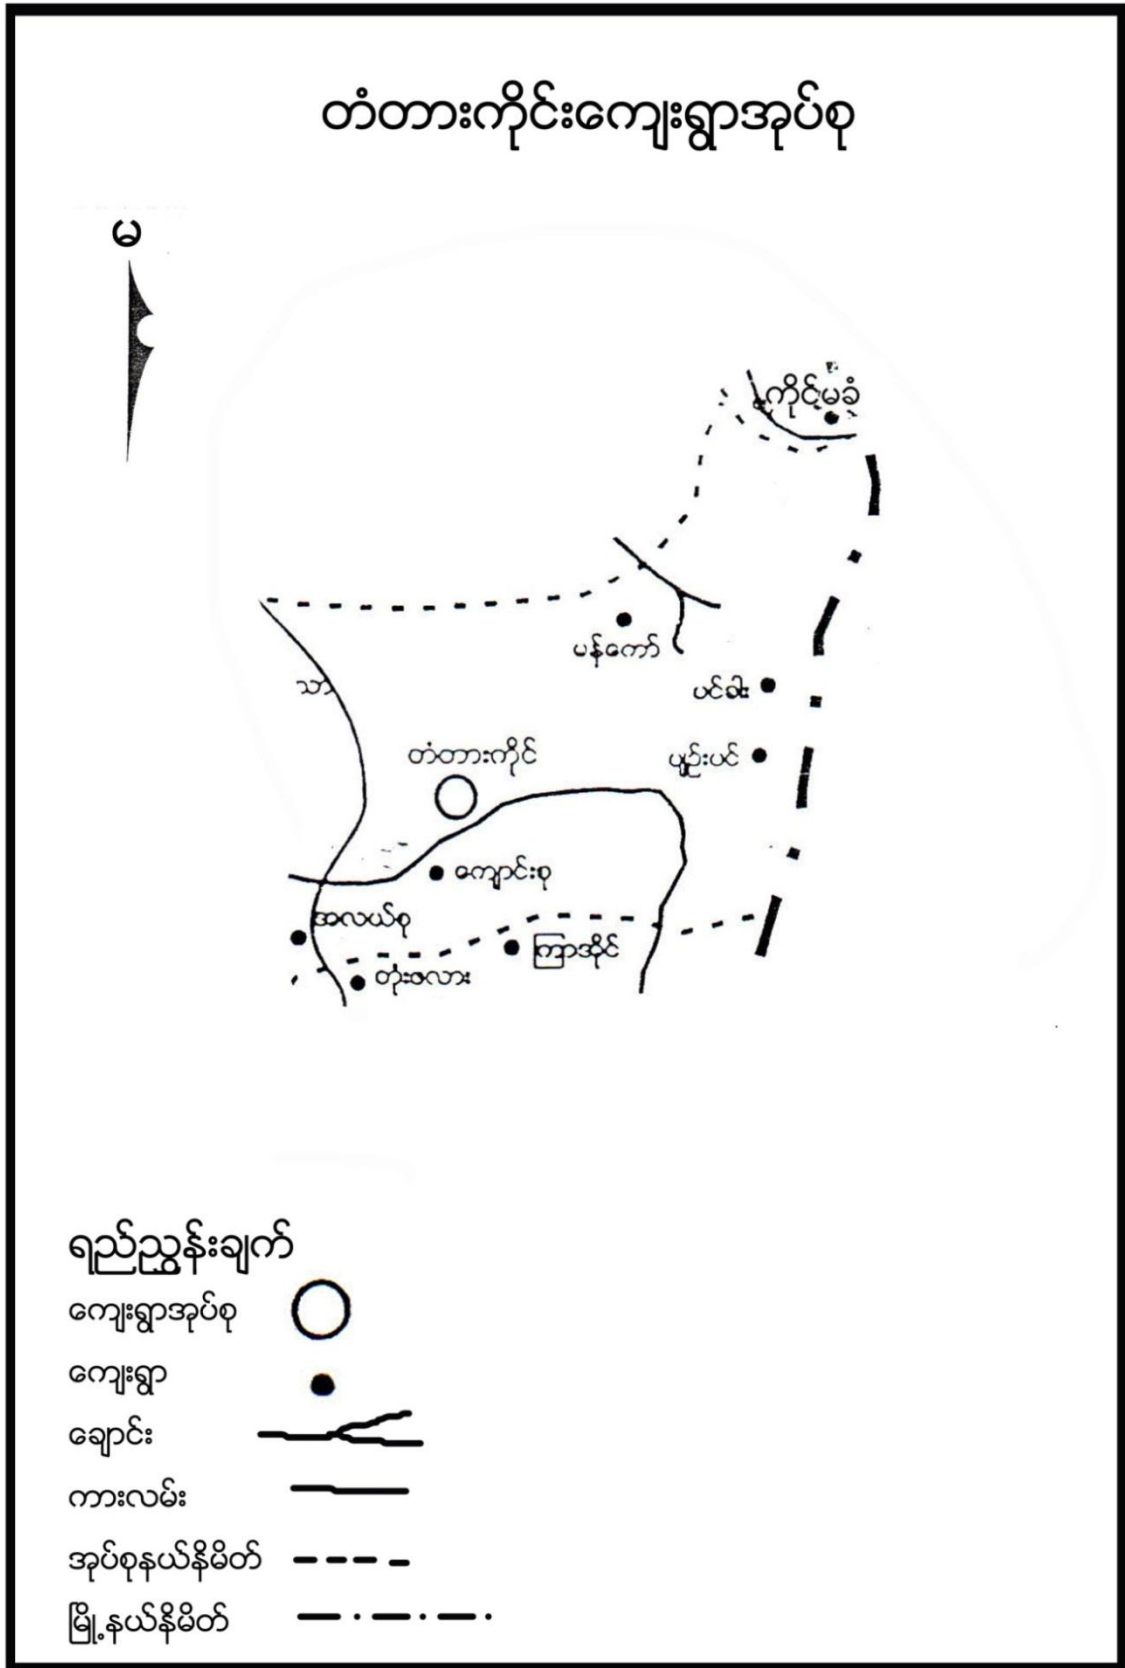 တံတားကိုင်းကျေးရွာအုပ်စု
မ
ကိုင်မခံ
မန်ကော်
ပင်ခါး
သာ
တံတားကိုင်
ပျဉ်းပင်
ကျောင်းစု
အလယ်စု
ကြာအိုင်
တုံးဇလား
ရည်ညွှန်းချက်
ကျေးရွာအုပ်စု
ကျေးရွာ
ချောင်း
ကားလမ်း
အုပ်စုနယ်နိမိတ်
မြို့နယ်နိမိတ်